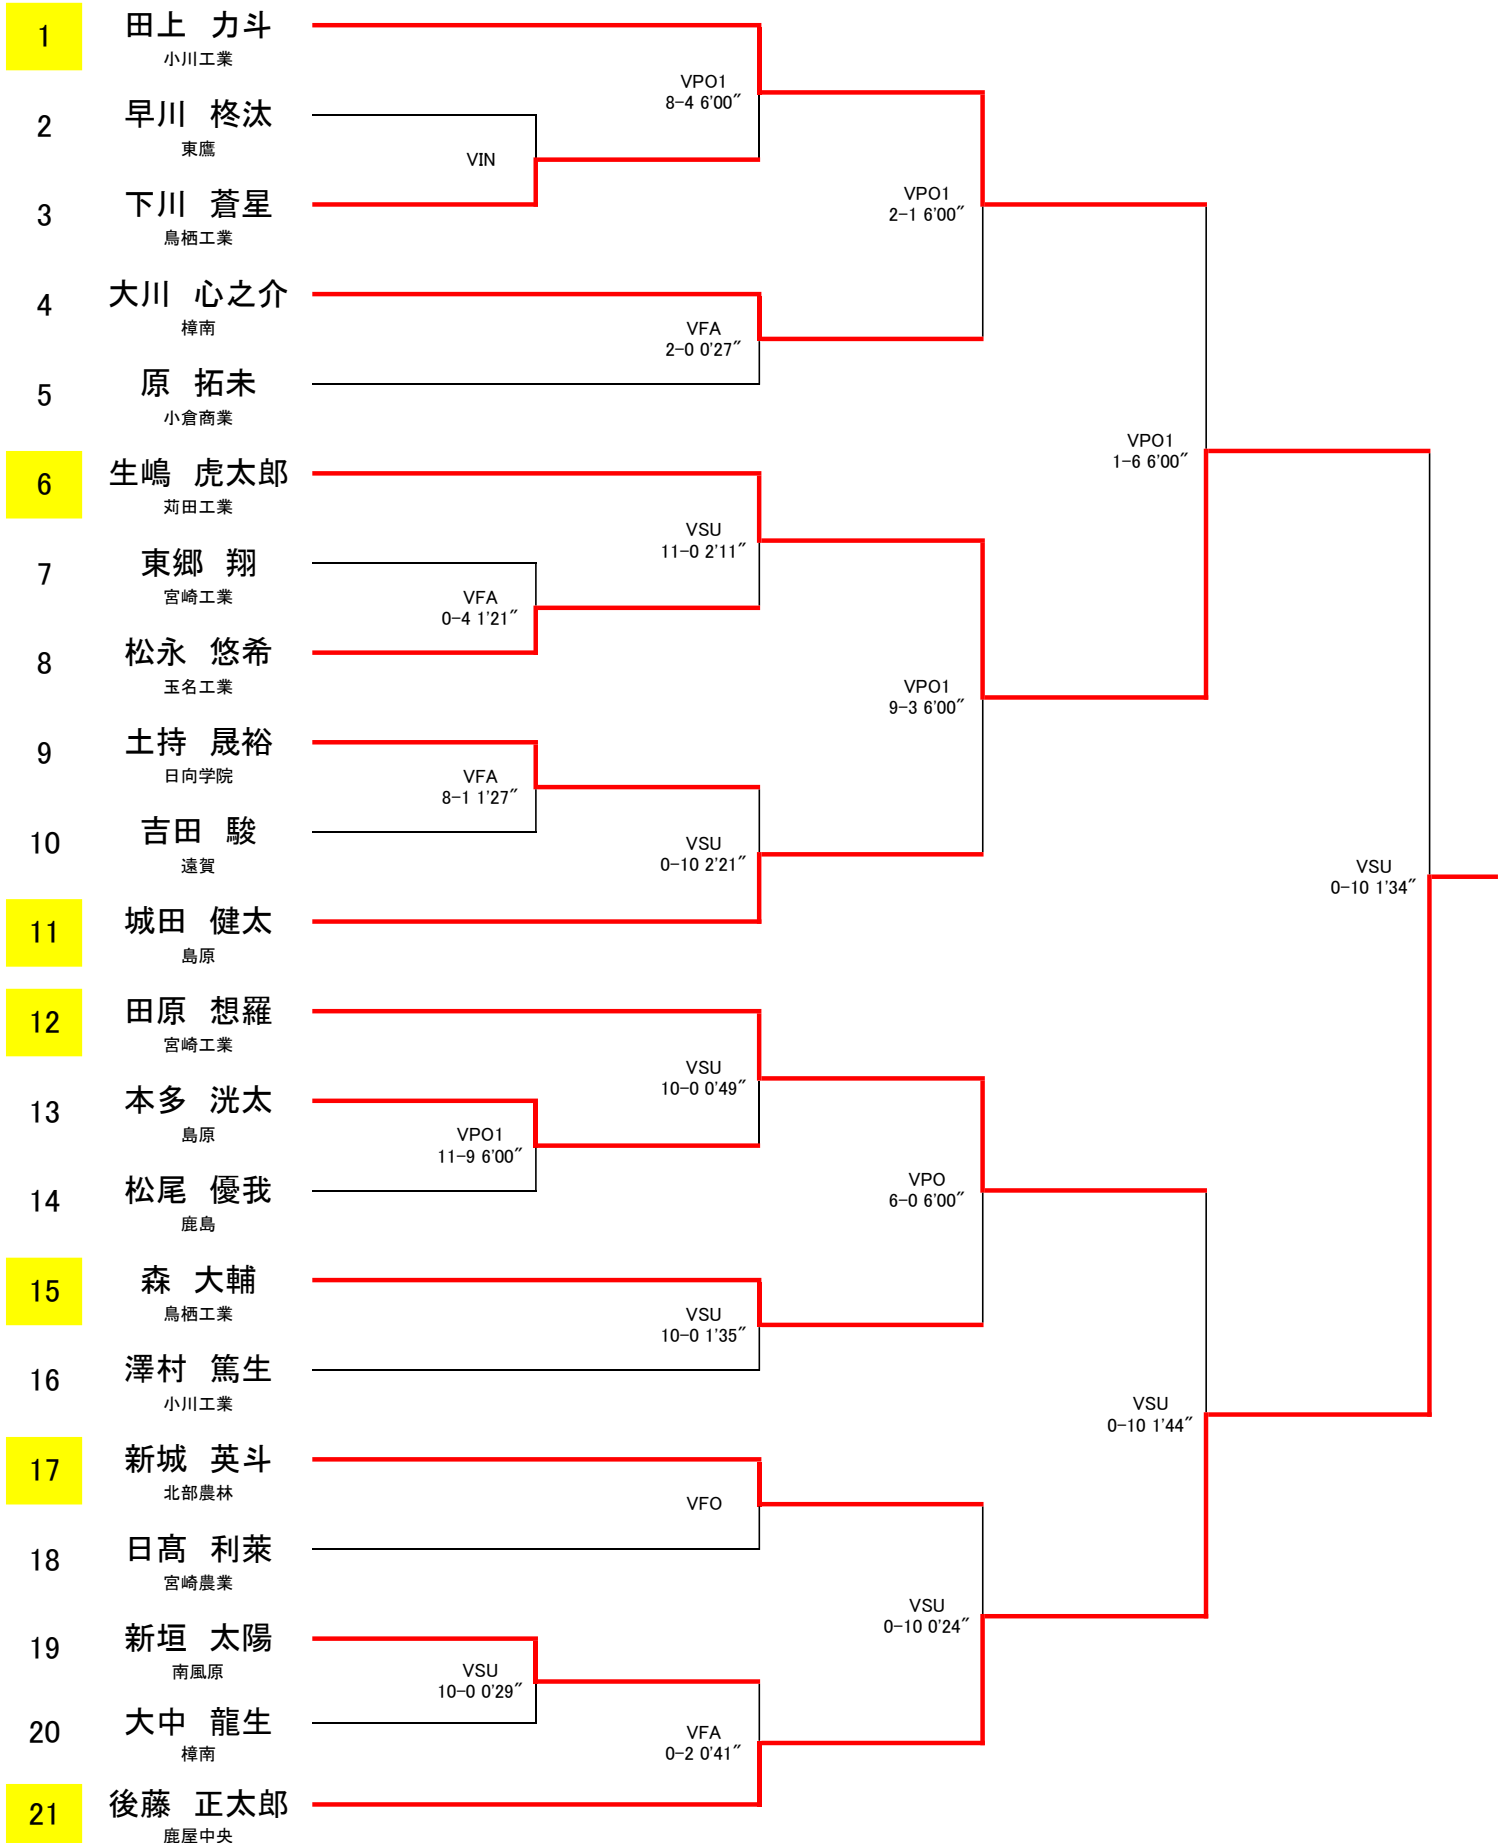 1
田上 力斗
小川工業
VPO1
8-4 6'00"
2
早川 柊汰
東鷹
VIN
3
下川 蒼星
鳥栖工業
VPO1
2-1 6'00"
4
大川 心之介
樟南
VFA
2-0 0'27"
5
原 拓未
小倉商業
VPO1
1-6 6'00"
6
生嶋 虎太郎
苅田工業
VSU
11-0 2'11"
7
東郷 翔
宮崎工業
VFA
0-4 1'21"
8
松永 悠希
玉名工業
VPO1
9-3 6'00"
9
土持 晟裕
日向学院
VFA
8-1 1'27"
10
吉田 駿
遠賀
VSU
0-10 2'21"
VSU
0-10 1'34"
11
城田 健太
島原
12
田原 想羅
宮崎工業
VSU
10-0 0'49"
13
本多 洸太
島原
VPO1
11-9 6'00"
14
松尾 優我
鹿島
VPO
6-0 6'00"
15
森 大輔
鳥栖工業
VSU
10-0 1'35"
16
澤村 篤生
小川工業
VSU
0-10 1'44"
17
新城 英斗
北部農林
VFO
18
日髙 利萊
宮崎農業
VSU
0-10 0'24"
19
新垣 太陽
南風原
VSU
10-0 0'29"
20
大中 龍生
樟南
VFA
0-2 0'41"
21
後藤 正太郎
鹿屋中央